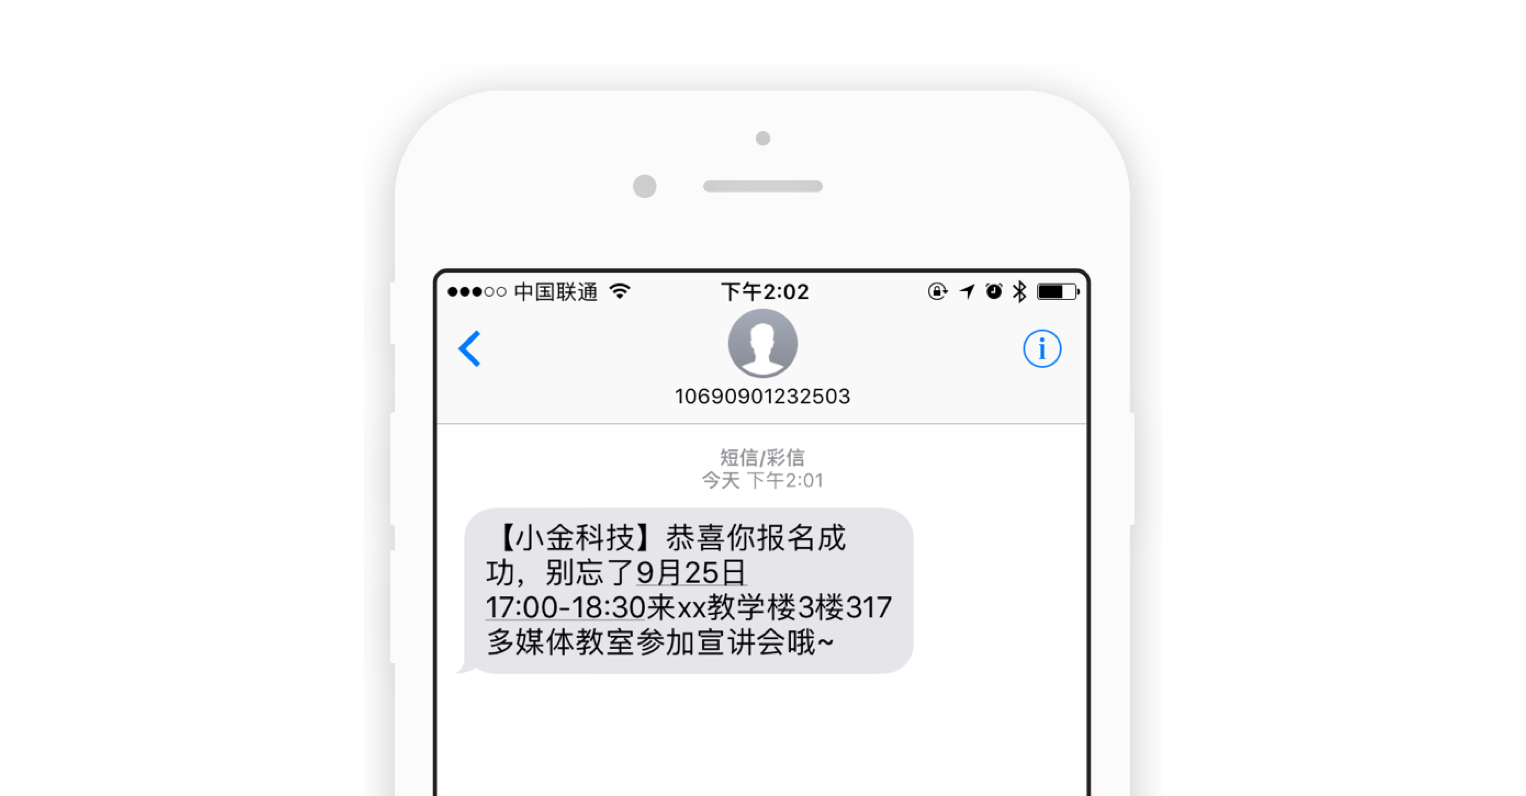 中国联通
下午2:02
10690901232503
短信/彩信
今天 下午2:01
【小金科技】恭喜你报名成
功，别忘了9月25日
17:00-18:30来xx教学楼3楼317
多媒体教室参加宣讲会哦~